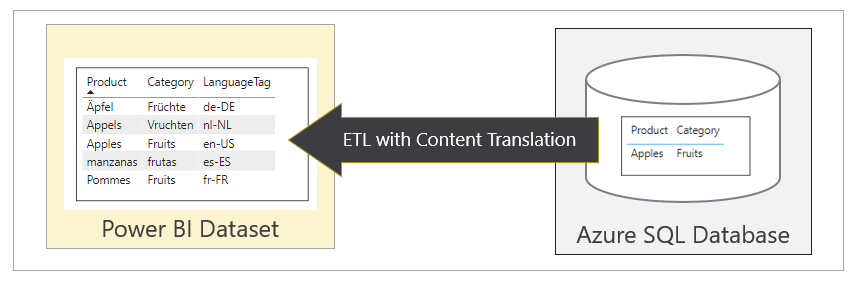 Product Category LanguageTag
Äpfel Früchte de-DE
Appels Vruchten nl-NL
Apples Fruits en-US
manzanas frutas es-ES
Pommes Fruits fr-FR
Power BI Dataset
ETL with Content Translation
Product Category
Apples Fruits
Azure SQL Database